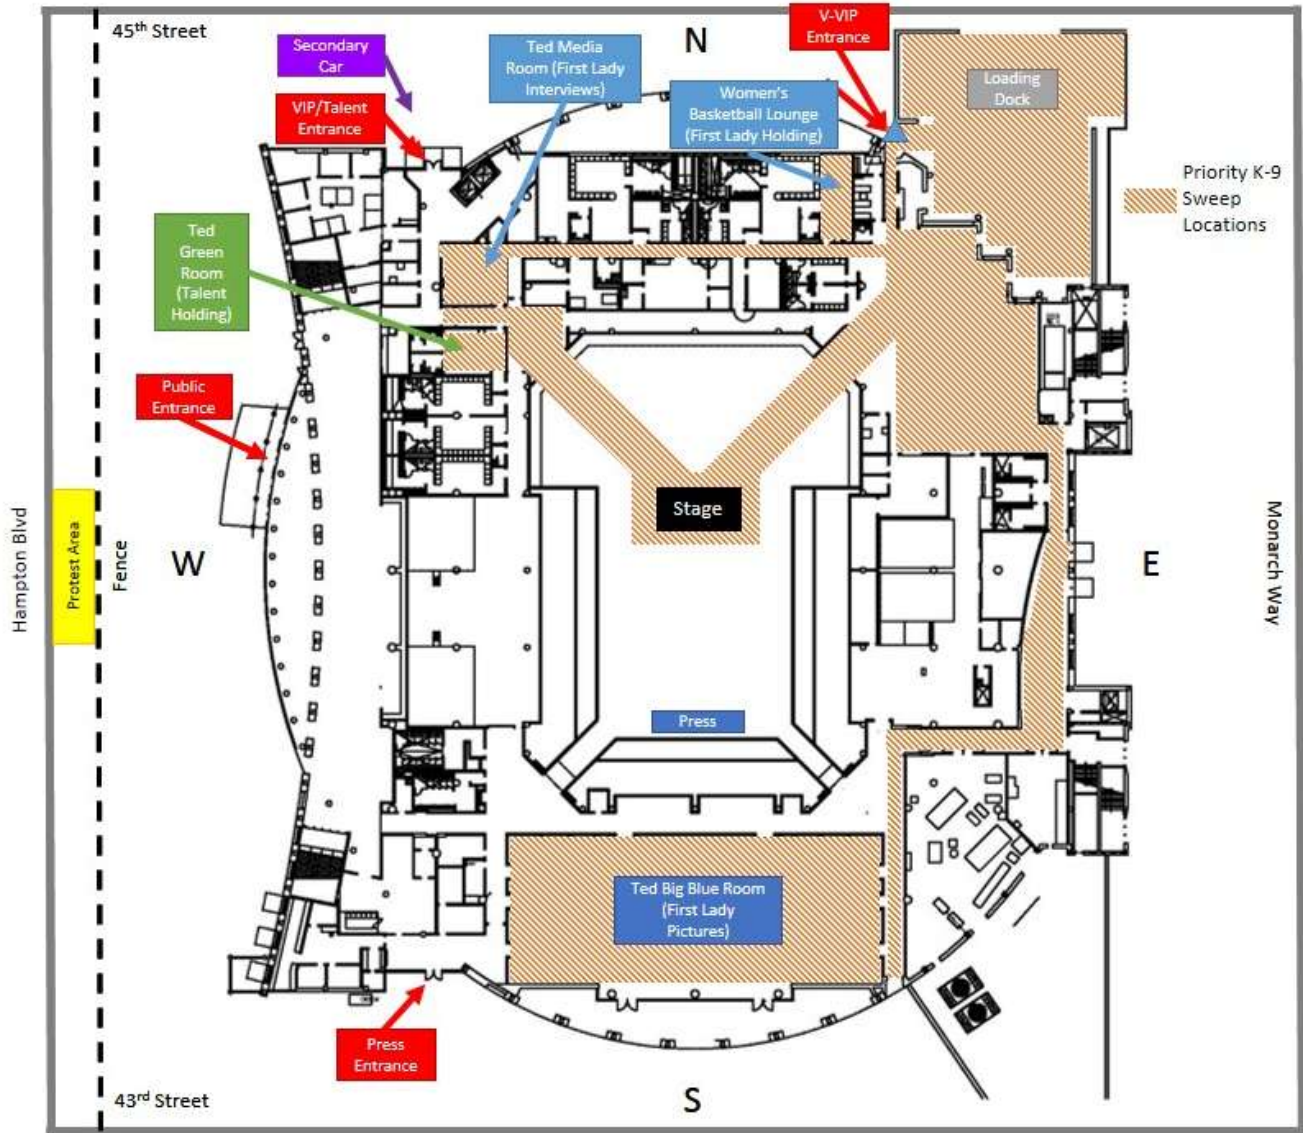 45th Street
N
V-VIP
Entrance
Secondary
Car
Ted Media
Room (First Lady
Interviews)
Loading
Dock
Women's
Basketball Lounge
(First Lady Holding)
VIP/Talent
Entrance
Priority K-9
Sweep
Locations
Ted
Green
Room
(Talent
Holding)
Public
Entrance
Stage
Hampton Blvd
Protest Area
Fence
W
E
Monarch Way
Press
Ted Big Blue Room
(First Lady
Pictures)
Press
Entrance
43rd Street
S